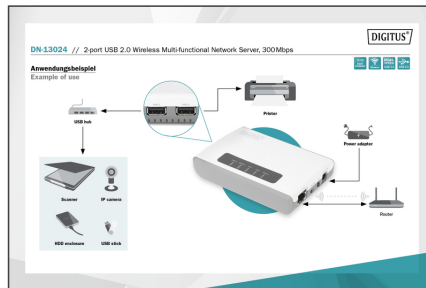 DIGITUS®
DN-13024 // 2-port USB 2.0 Wireless Multi-functional Network Server, 300Mbps
Anwendungsbeispiel
Example of use
USB hub
Printer
Power adapter
Scanner
IP camera
Router
HDD enclosure
USB stick